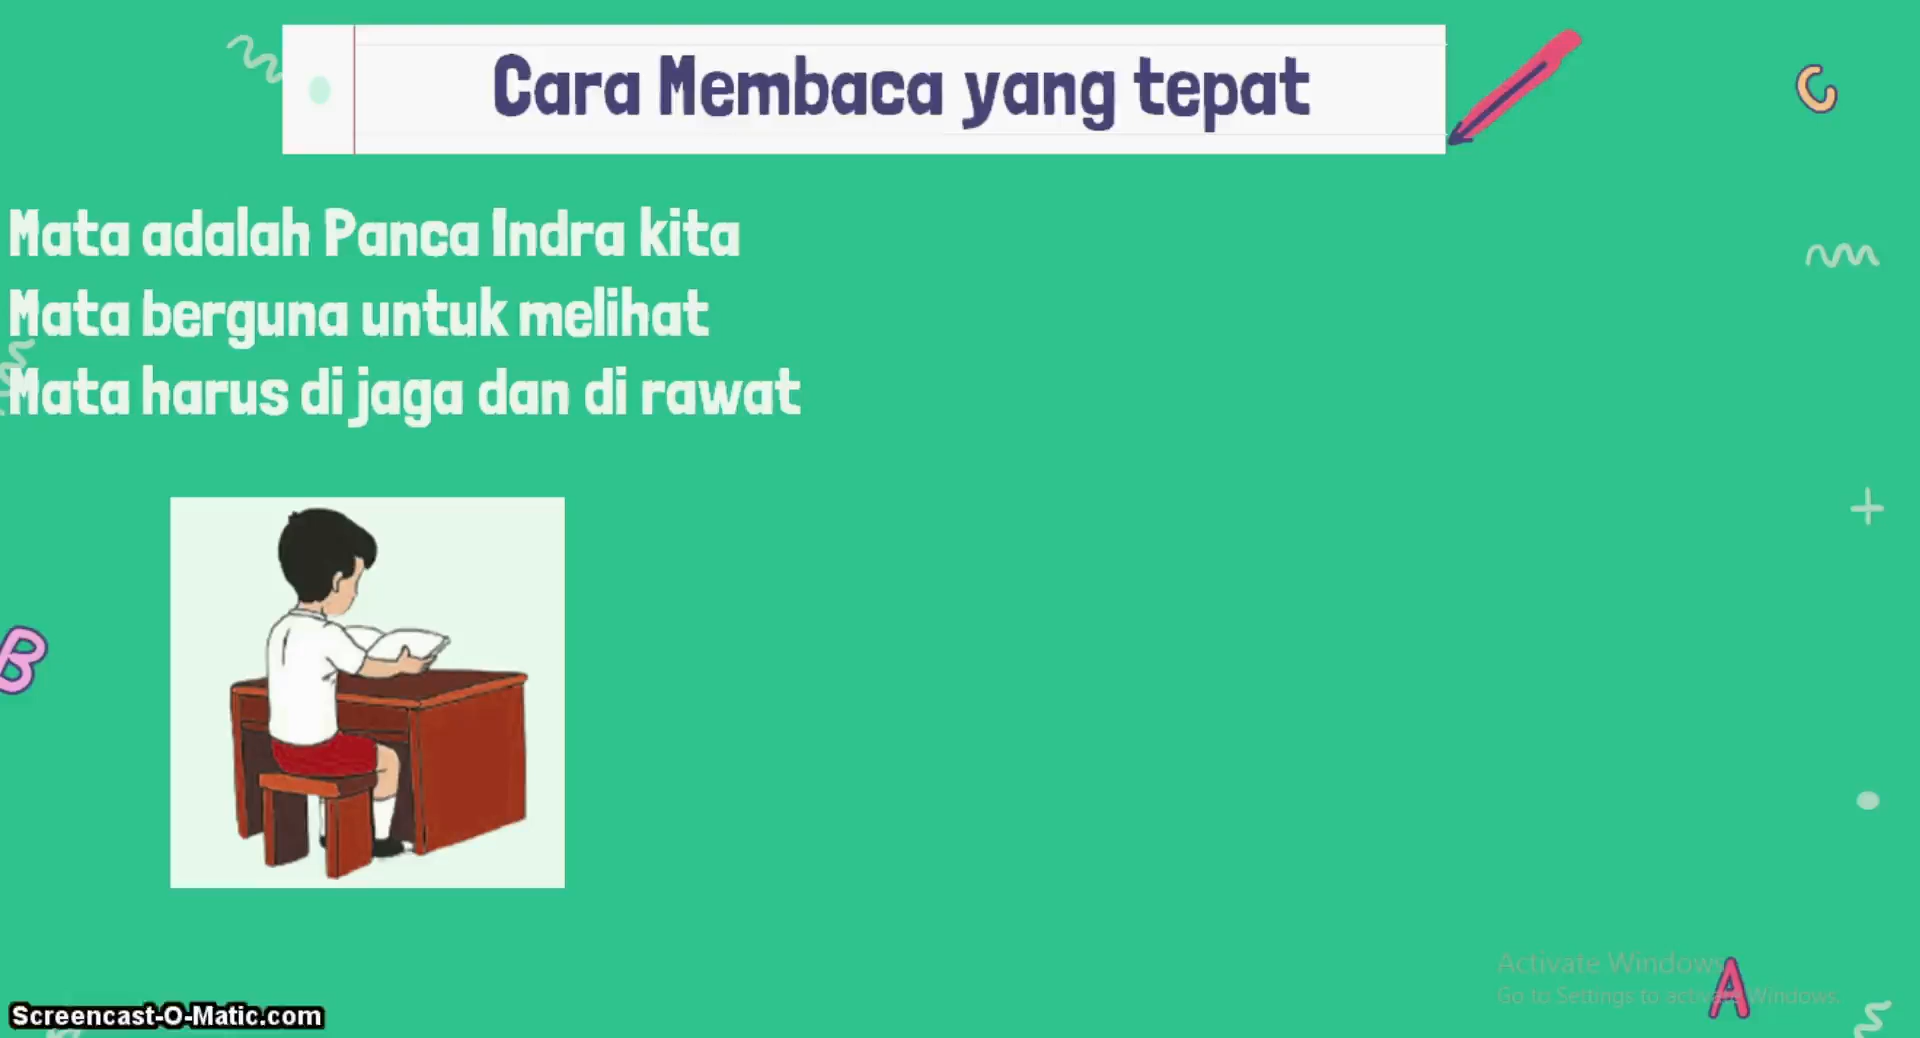 Cara Membaca yang tepat
Mata adalah Panca Indra kita
Mata berguna untuk melihat
Mata harus di jaga dan di rawat
C
B
A
Activate Windows
Go to Settings to activate Windows.
Screencast-O-Matic.com